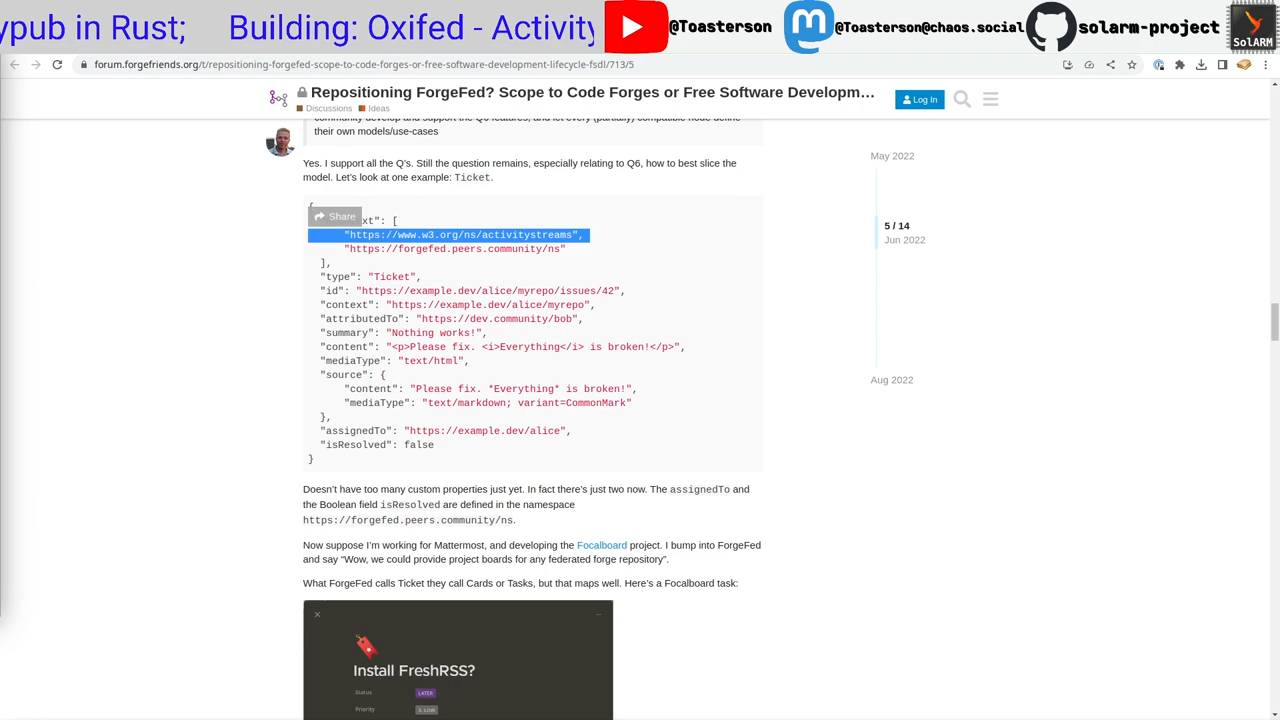 ypub in Rust;  Building: Oxifed - Activity
@Toasterson
@Toasterson@chaos.social
solarm-project
SolARM
forum.forgefriends.org/t/repositioning-forgefed-scope-to-code-forges-or-free-software-development-lifecycle-fsdl/713/5
Repositioning ForgeFed? Scope to Code Forges or Free Software Developm…
Discussions Ideas
Log In
their own models/use-cases
Yes. I support all the Q's. Still the question remains, especially relating to Q6, how to best slice the
model. Let's look at one example: Ticket.
{
Share
xt": [
"https://www.w3.org/ns/activitystreams",
"https://forgefed.peers.community/ns"
],
"type": "Ticket",
"id": "https://example.dev/alice/myrepo/issues/42",
"context": "https://example.dev/alice/myrepo",
"attributedTo": "https://dev.community/bob",
"summary": "Nothing works!",
"content": "<p>Please fix. <i>Everything</i> is broken!</p>",
"mediaType": "text/html",
"source": {
"content": "Please fix. *Everything* is broken!",
"mediaType": "text/markdown; variant=CommonMark"
},
"assignedTo": "https://example.dev/alice",
"isResolved": false
}
Doesn't have too many custom properties just yet. In fact there's just two now. The assignedTo and
the Boolean field isResolved are defined in the namespace
https://forgefed.peers.community/ns.
Now suppose I'm working for Mattermost, and developing the Focalboard project. I bump into ForgeFed
and say “Wow, we could provide project boards for any federated forge repository”.
What ForgeFed calls Ticket they call Cards or Tasks, but that maps well. Here's a Focalboard task:
Install FreshRSS?
Status LATER
Priority 3. LOW
May 2022
5 / 14
Jun 2022
Aug 2022